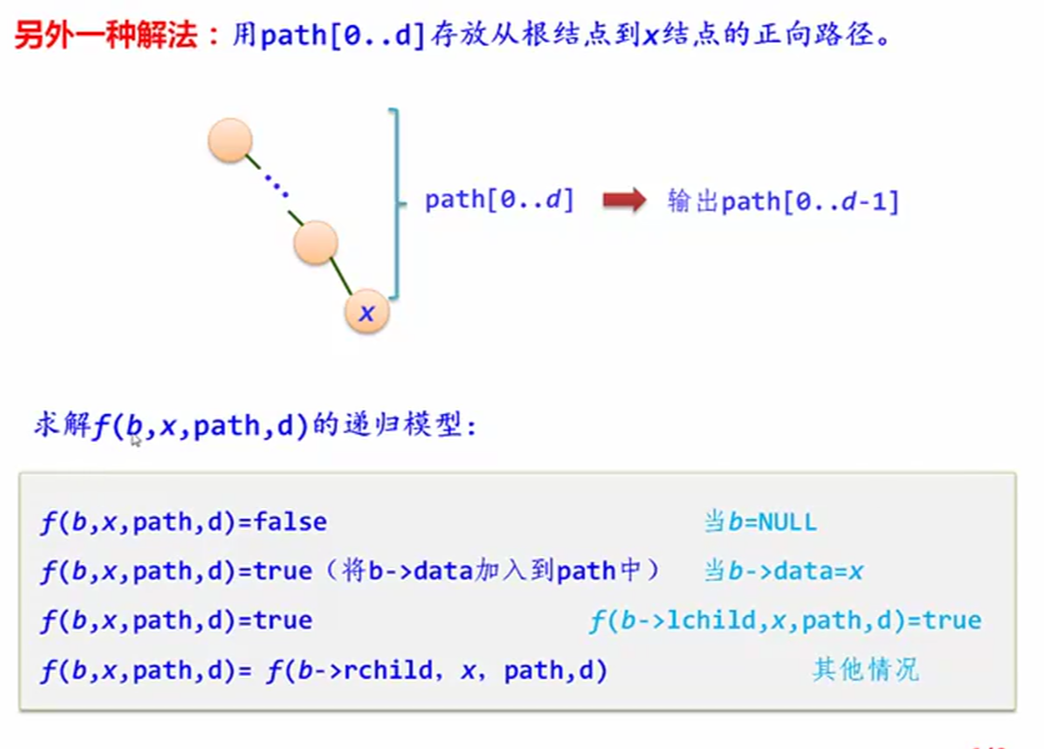 另外一种解法：用path[0..d]存放从根结点到x结点的正向路径。
path[0..d] 输出path[0..d-1]
x
求解f(b,x,path,d)的递归模型：
f(b,x,path,d)=false 当b=NULL
f(b,x,path,d)=true（将b->data加入到path中） 当b->data=x
f(b,x,path,d)=true f(b->lchild,x,path,d)=true
f(b,x,path,d)= f(b->rchild，x，path,d) 其他情况